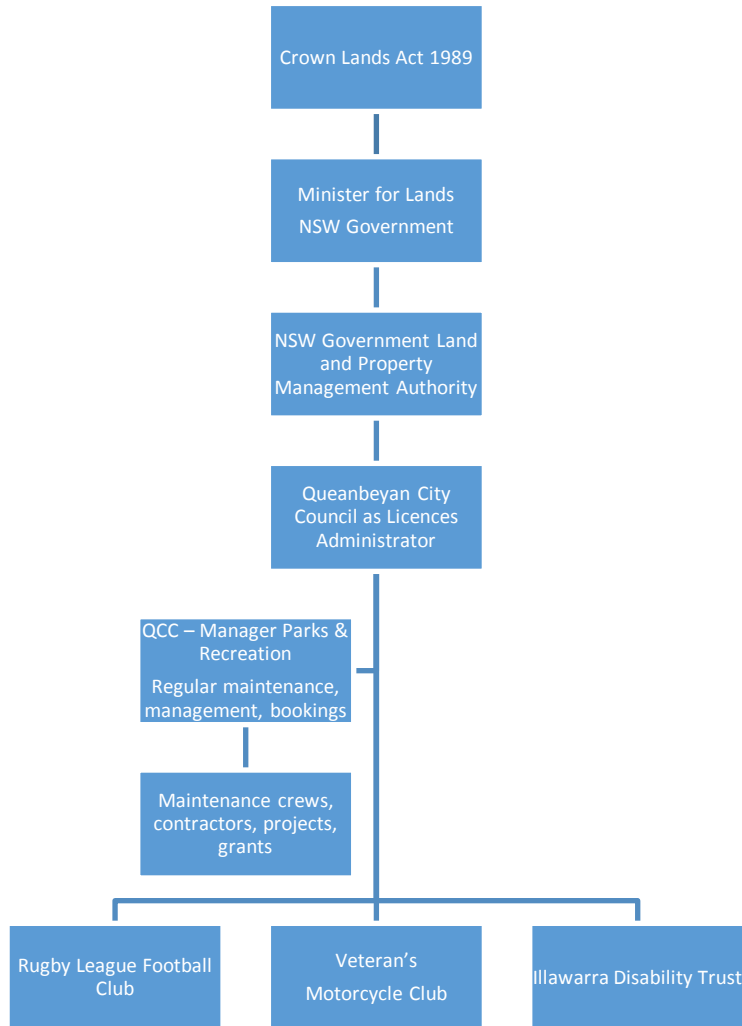 Crown Lands Act 1989
Minister for Lands
NSW Government
NSW Government Land
and Property
Management Authority
Queanbeyan City
Council as Licences
Administrator
QCC – Manager Parks &
Recreation
Regular maintenance,
management, bookings
Maintenance crews,
contractors, projects,
grants
Rugby League Football
Club
Veteran’s
Motorcycle Club
Illawarra Disability Trust